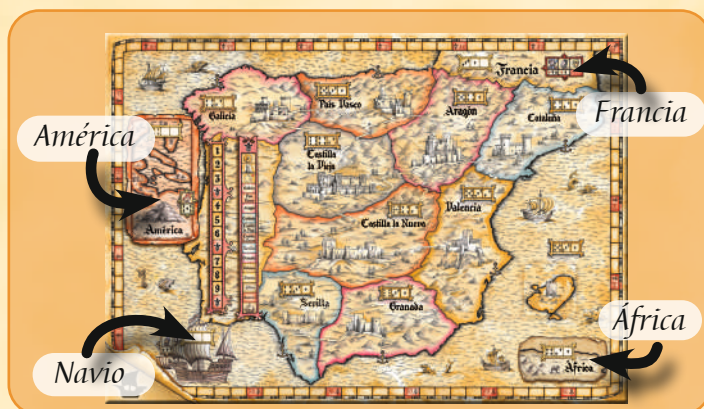 Francia
Francia
País Vasco
Galicia
Aragón
Cataluña
América
Castilla
la Vieja
1
2
3
4
5
6
7
8
9
Valencia
Castilla la Nueva
América
Sevilla
Granada
África
Navio
África